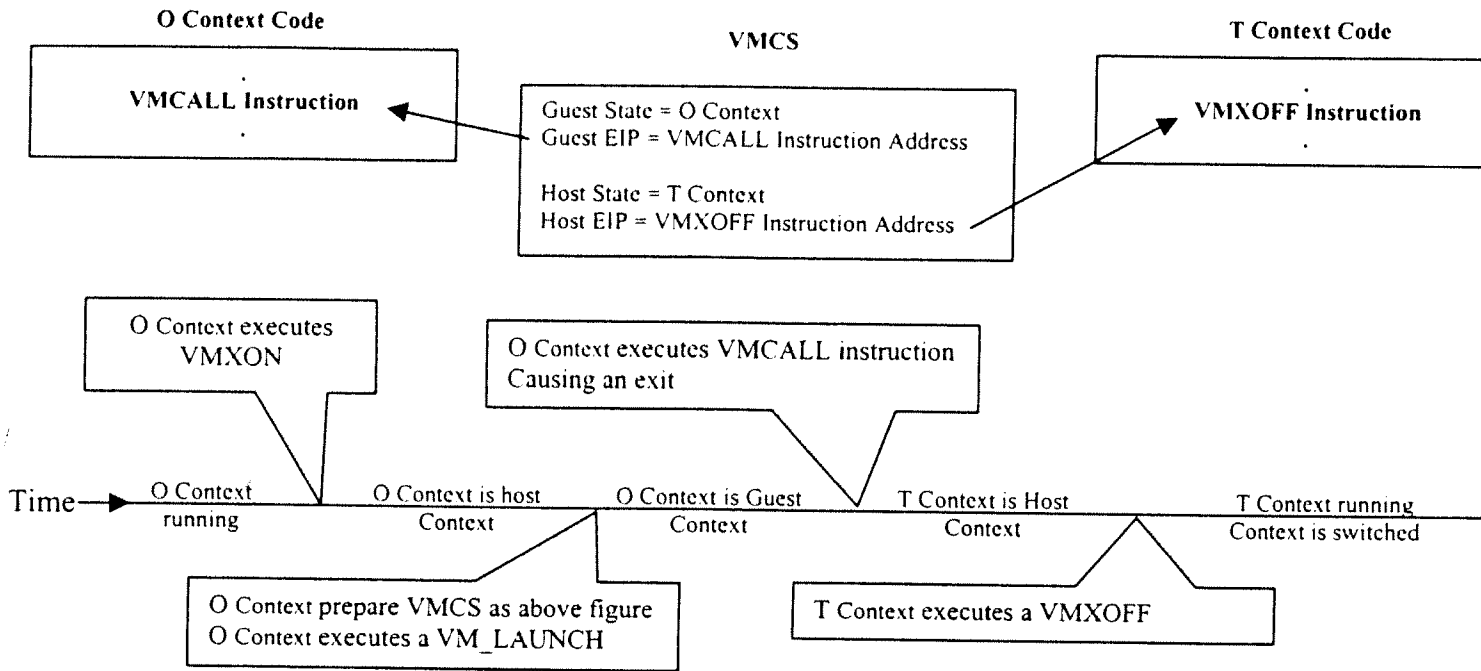 O Context Code
VMCS
T Context Code
.
VMCALL Instruction
.
Guest State = O Context
Guest EIP = VMCALL Instruction Address
Host State = T Context
Host EIP = VMXOFF Instruction Address
.
VMXOFF Instruction
.
O Context executes
VMXON
O Context executes VMCALL instruction
Causing an exit
Time
O Context
running
O Context is host
Context
O Context is Guest
Context
T Context is Host
Context
T Context running
Context is switched
O Context prepare VMCS as above figure
O Context executes a VM_LAUNCH
T Context executes a VMXOFF